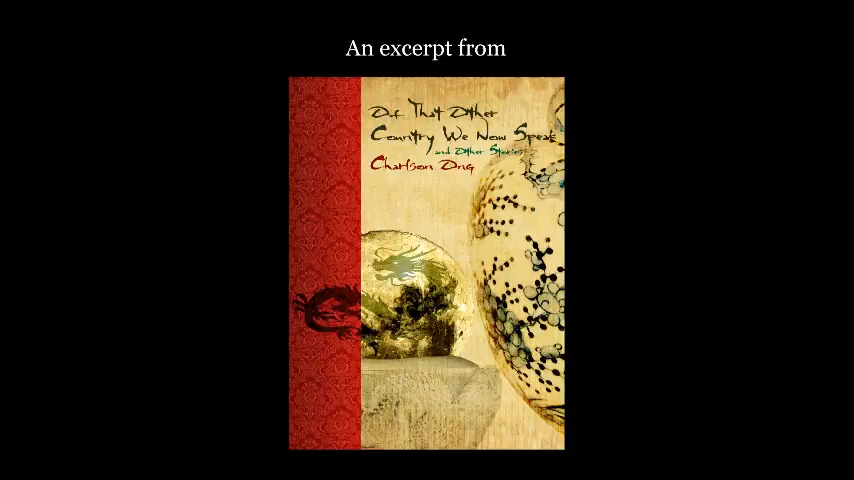 An excerpt from
Of That Other
Country We Now Speak
and Other Stories
Charlson Ong